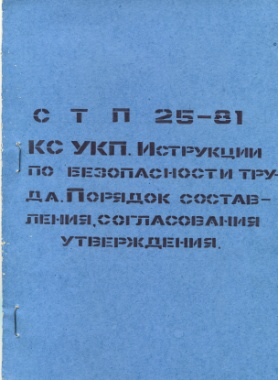 С Т П 25-81
КС УКП. Иструкции
по безопасности тру-
да. Порядок состав-
ления, согласования
утверждения.